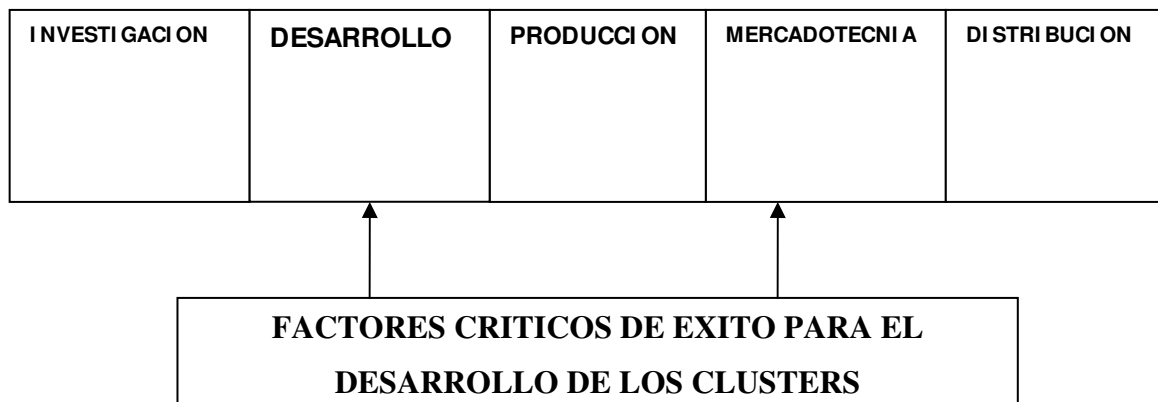 INVESTIGACION
DESARROLLO
PRODUCCION
MERCADOTECNIA
DISTRIBUCION
FACTORES CRITICOS DE EXITO PARA EL
DESARROLLO DE LOS CLUSTERS